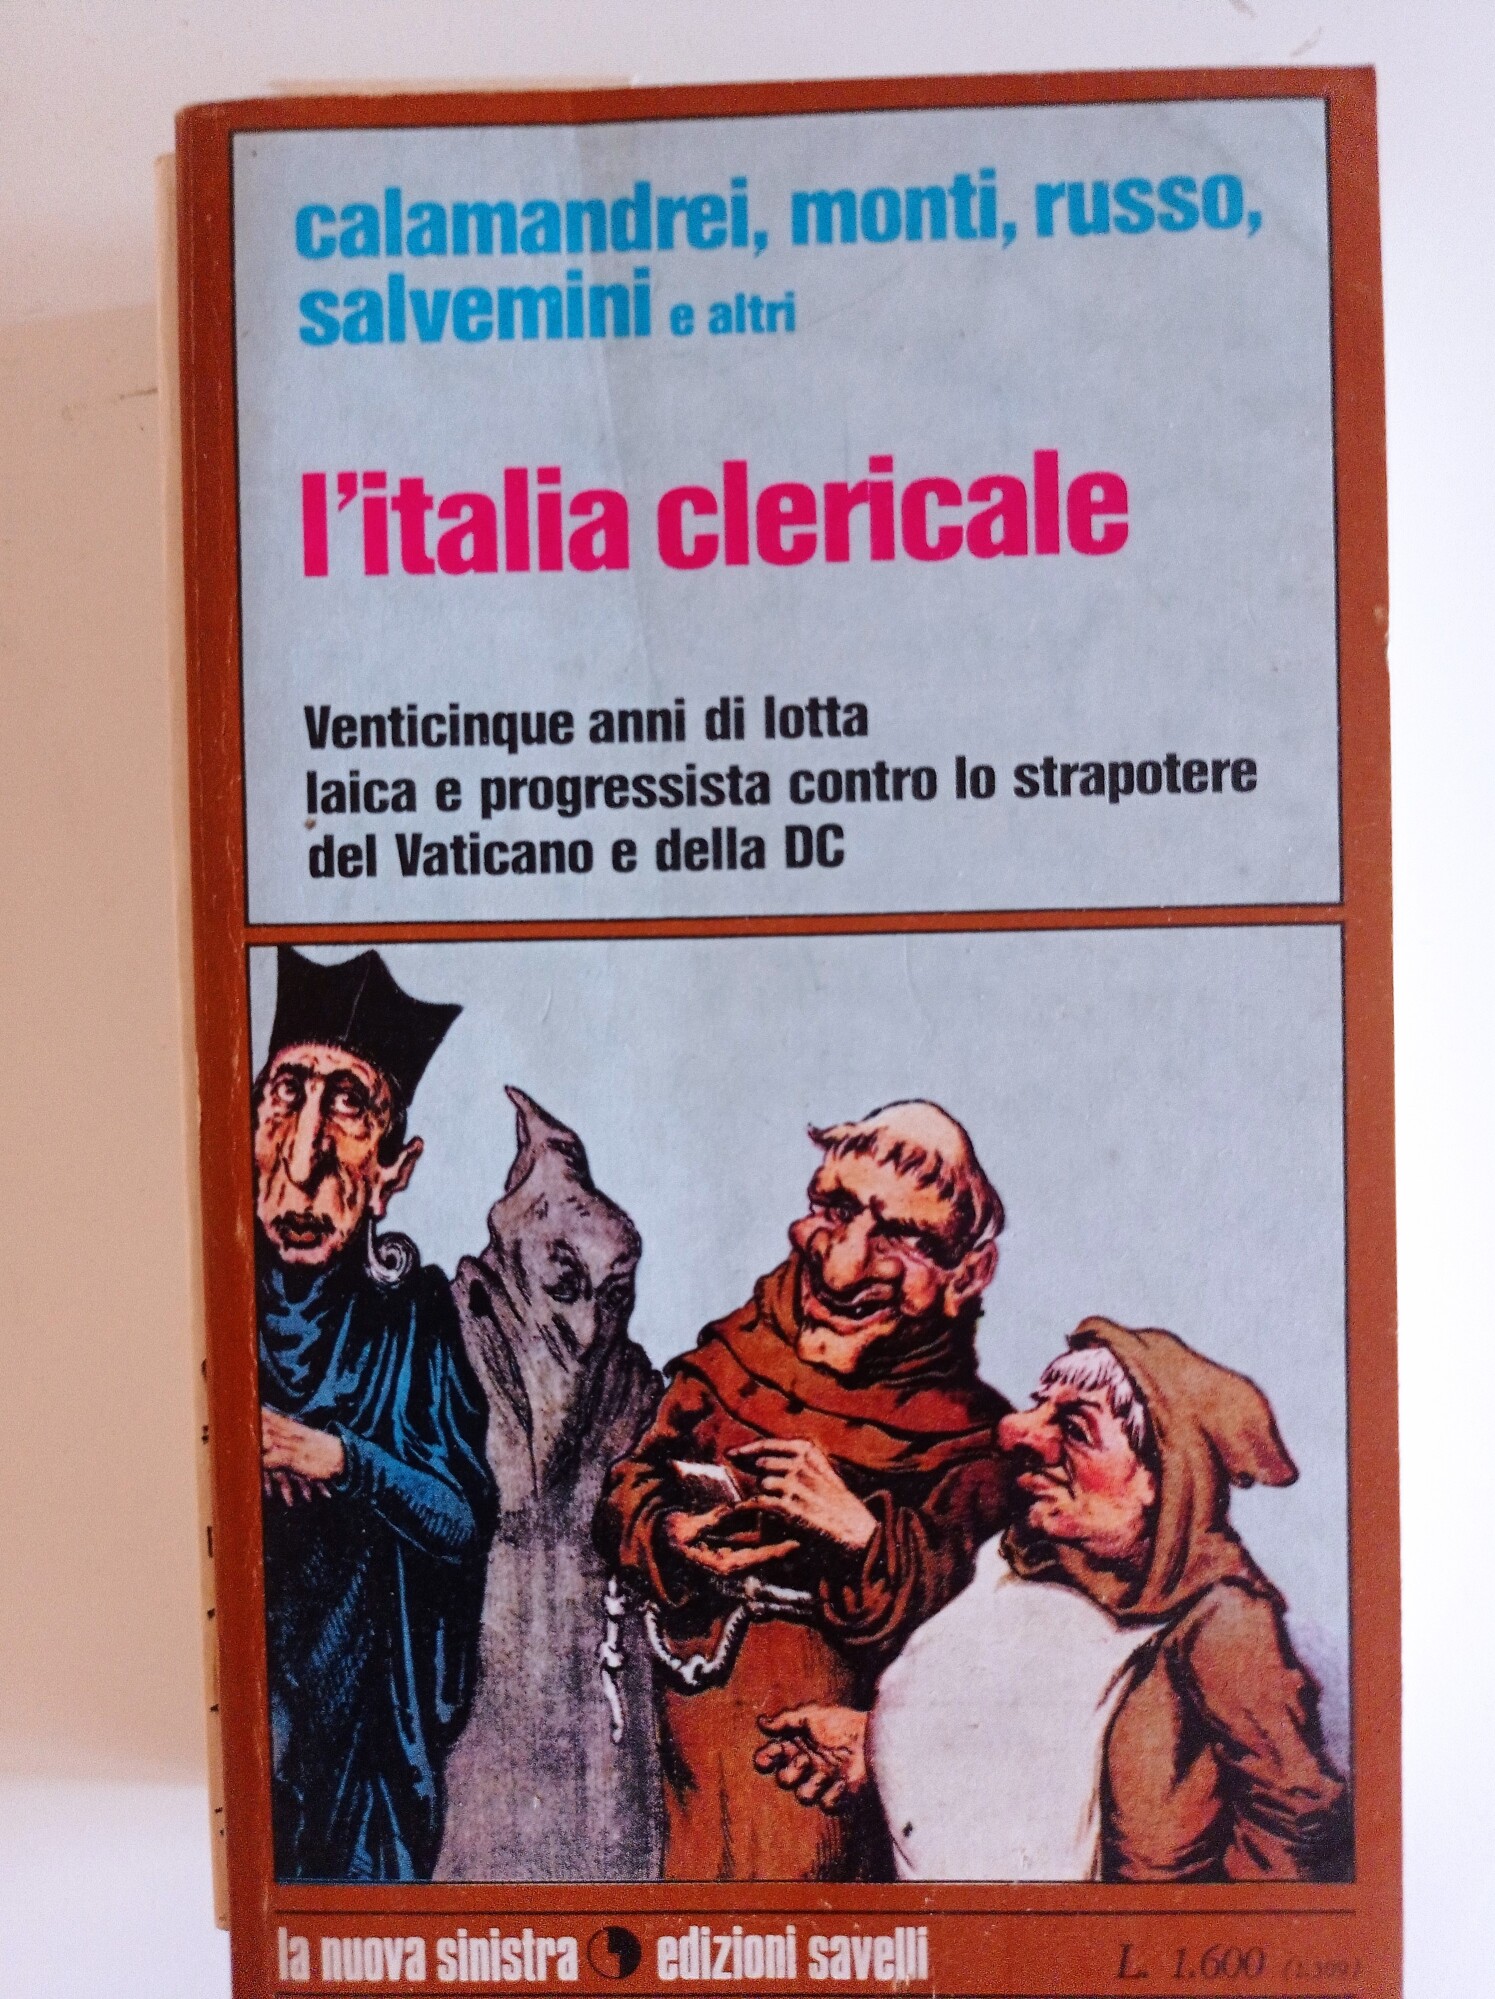 calamandrei, monti, russo,
salvemini e altri
l'italia clericale
Venticinque anni di lotta
laica e progressista contro lo strapotere
del Vaticano e della DC
la nuova sinistra edizioni savelli
L. 1.600